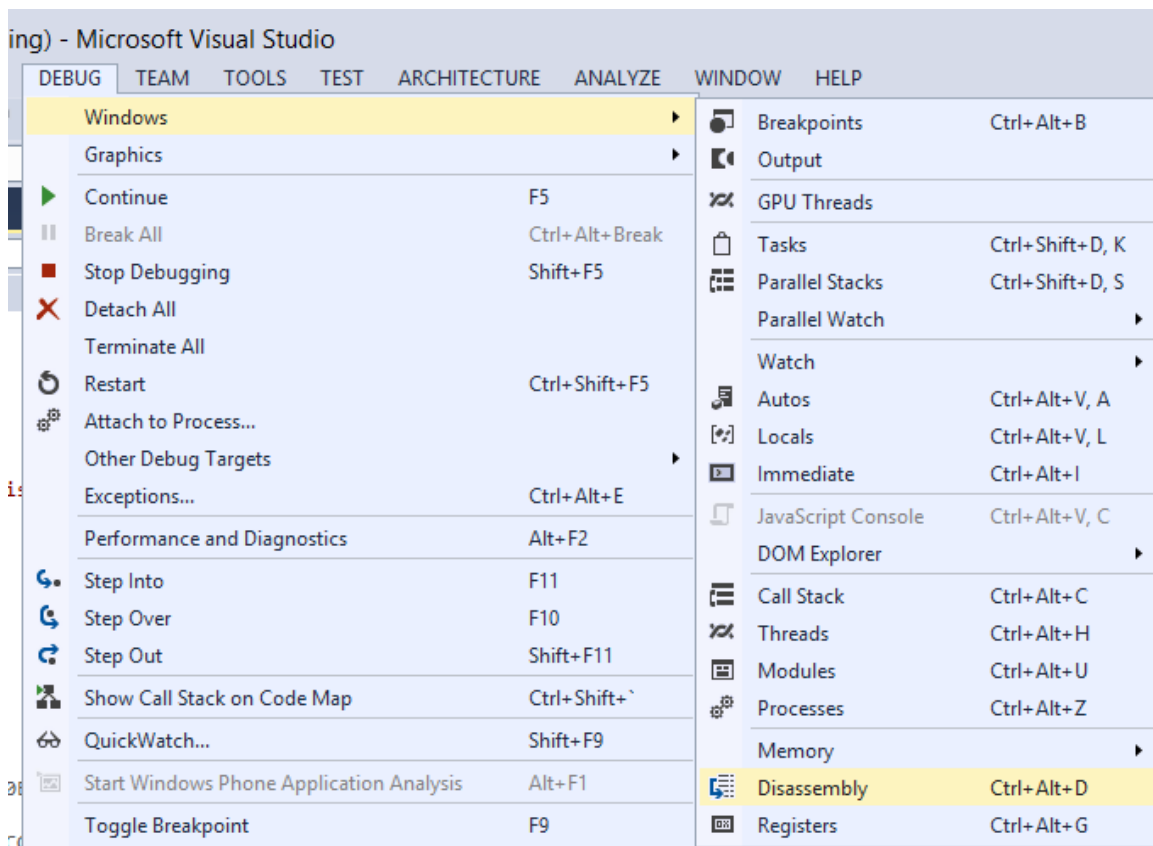 ing) - Microsoft Visual Studio
DEBUG TEAM TOOLS TEST ARCHITECTURE ANALYZE WINDOW HELP
Windows
Graphics
Continue F5
Break All Ctrl+Alt+Break
Stop Debugging Shift+F5
Detach All
Terminate All
Restart Ctrl+Shift+F5
Attach to Process...
Other Debug Targets
Exceptions... Ctrl+Alt+E
Performance and Diagnostics Alt+F2
Step Into F11
Step Over F10
Step Out Shift+F11
Show Call Stack on Code Map Ctrl+Shift+`
QuickWatch... Shift+F9
Start Windows Phone Application Analysis Alt+F1
Toggle Breakpoint F9
Breakpoints Ctrl+Alt+B
Output
GPU Threads
Tasks Ctrl+Shift+D, K
Parallel Stacks Ctrl+Shift+D, S
Parallel Watch
Watch
Autos Ctrl+Alt+V, A
Locals Ctrl+Alt+V, L
Immediate Ctrl+Alt+I
JavaScript Console Ctrl+Alt+V, C
DOM Explorer
Call Stack Ctrl+Alt+C
Threads Ctrl+Alt+H
Modules Ctrl+Alt+U
Processes Ctrl+Alt+Z
Memory
Disassembly Ctrl+Alt+D
Registers Ctrl+Alt+G